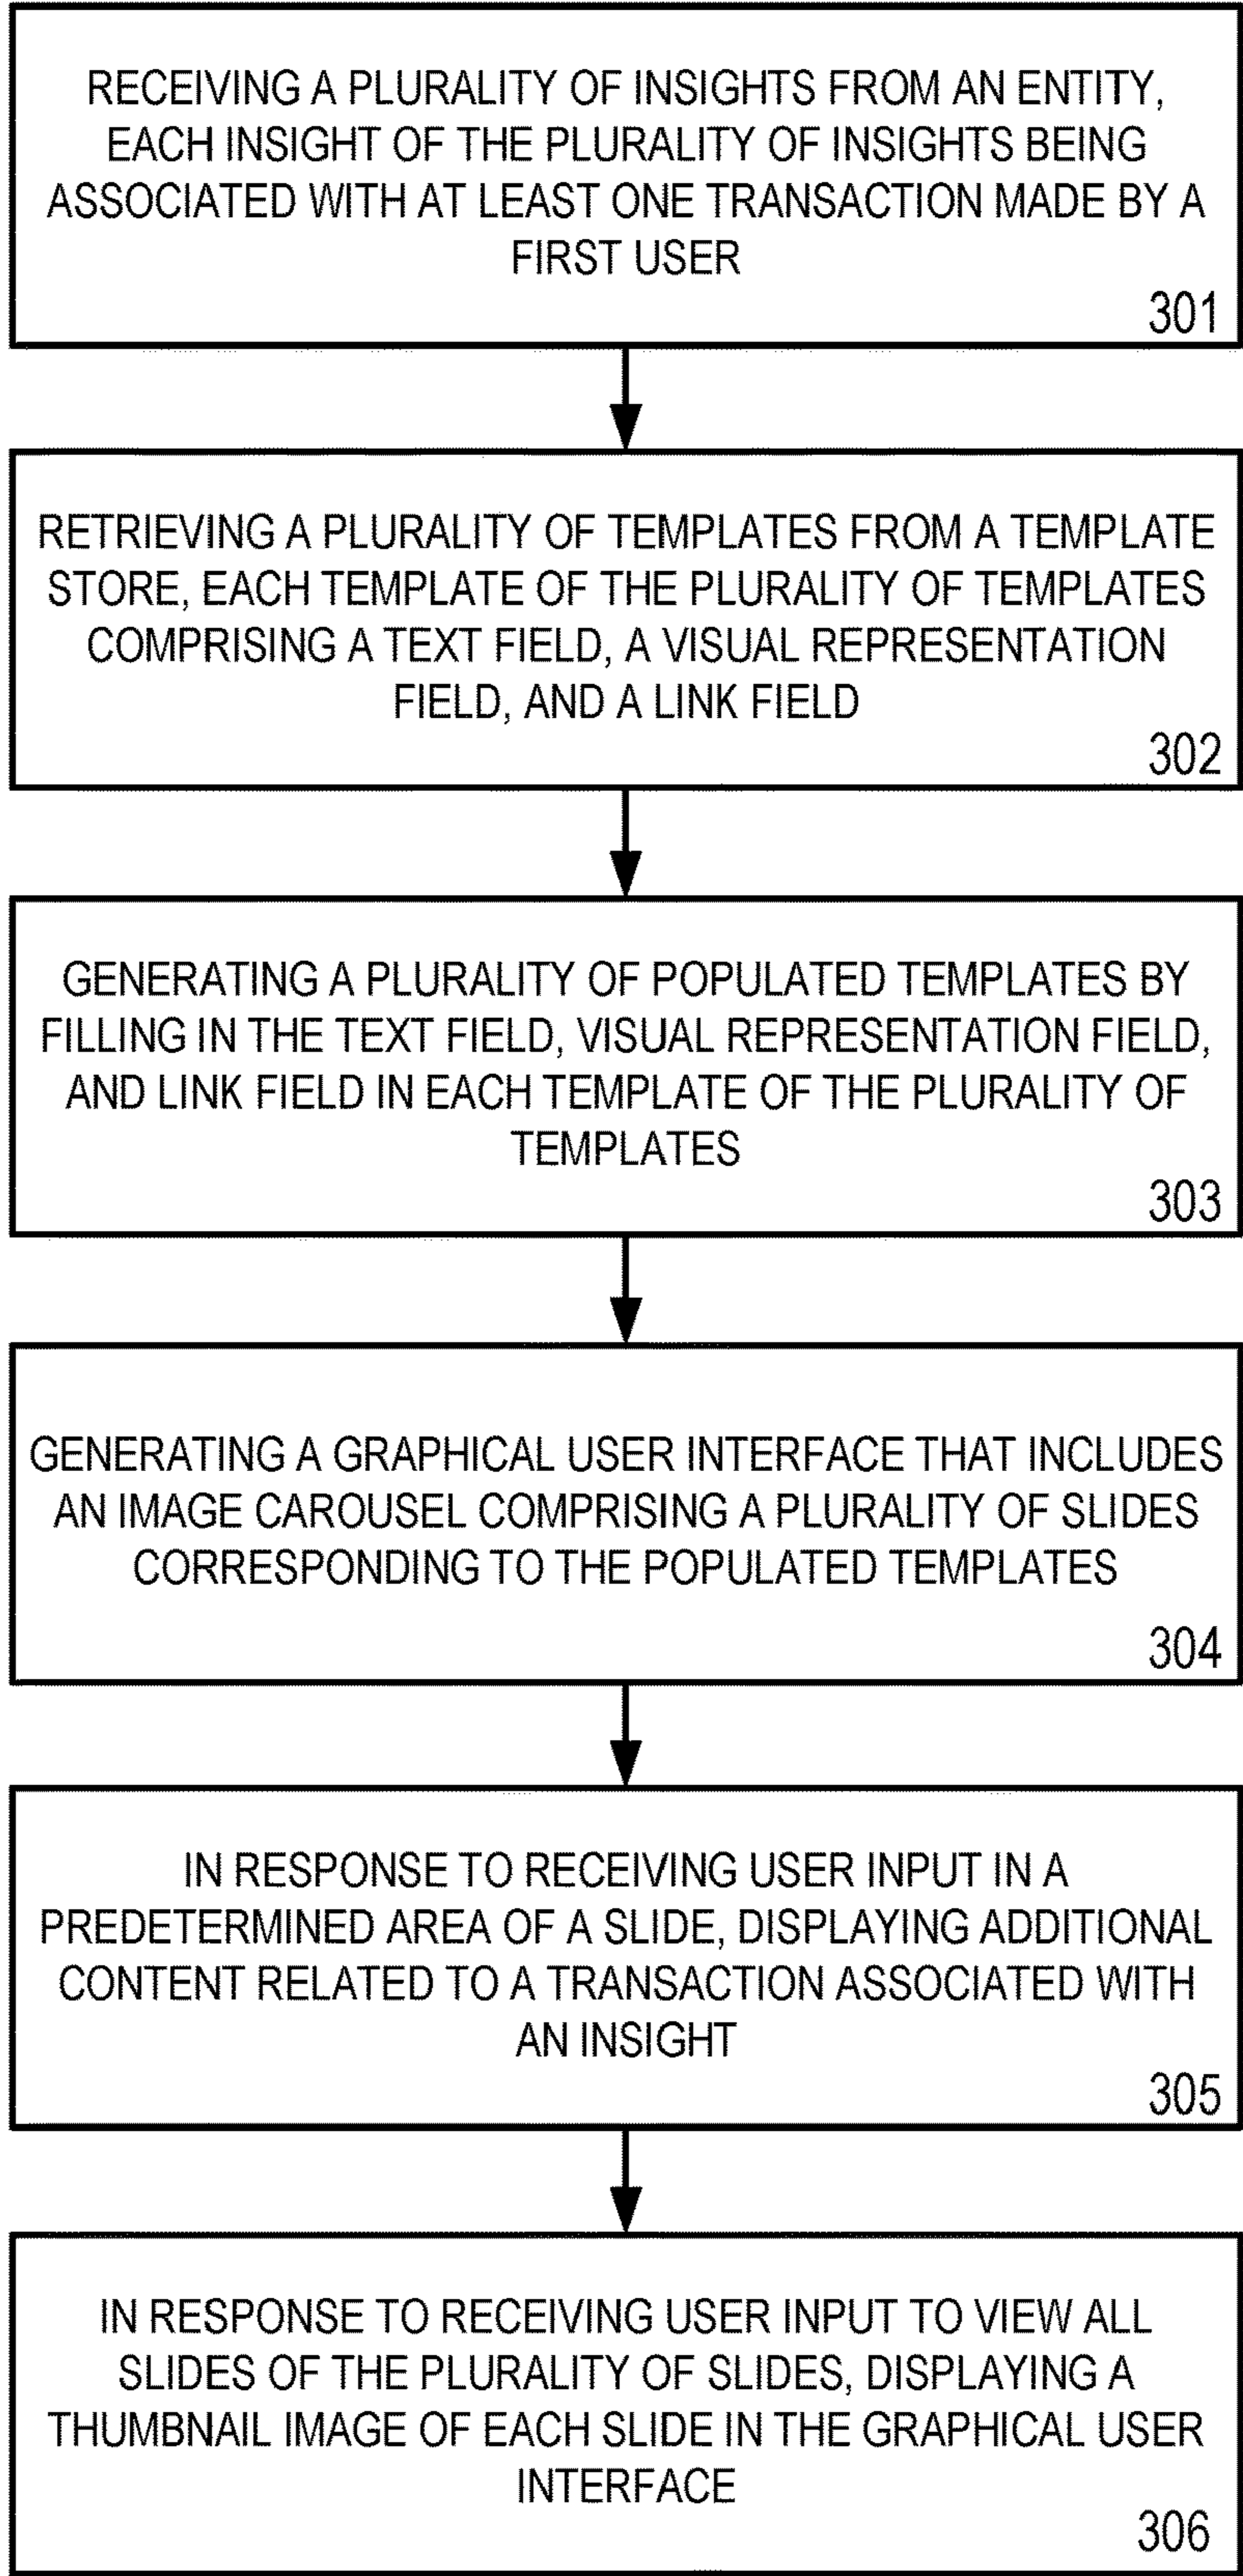 RECEIVING A PLURALITY OF INSIGHTS FROM AN ENTITY,
EACH INSIGHT OF THE PLURALITY OF INSIGHTS BEING
ASSOCIATED WITH AT LEAST ONE TRANSACTION MADE BY A
FIRST USER
301
RETRIEVING A PLURALITY OF TEMPLATES FROM A TEMPLATE
STORE, EACH TEMPLATE OF THE PLURALITY OF TEMPLATES
COMPRISING A TEXT FIELD, A VISUAL REPRESENTATION
FIELD, AND A LINK FIELD
302
GENERATING A PLURALITY OF POPULATED TEMPLATES BY
FILLING IN THE TEXT FIELD, VISUAL REPRESENTATION FIELD,
AND LINK FIELD IN EACH TEMPLATE OF THE PLURALITY OF
TEMPLATES
303
GENERATING A GRAPHICAL USER INTERFACE THAT INCLUDES
AN IMAGE CAROUSEL COMPRISING A PLURALITY OF SLIDES
CORRESPONDING TO THE POPULATED TEMPLATES
304
IN RESPONSE TO RECEIVING USER INPUT IN A
PREDETERMINED AREA OF A SLIDE, DISPLAYING ADDITIONAL
CONTENT RELATED TO A TRANSACTION ASSOCIATED WITH
AN INSIGHT
305
IN RESPONSE TO RECEIVING USER INPUT TO VIEW ALL
SLIDES OF THE PLURALITY OF SLIDES, DISPLAYING A
THUMBNAIL IMAGE OF EACH SLIDE IN THE GRAPHICAL USER
INTERFACE
306